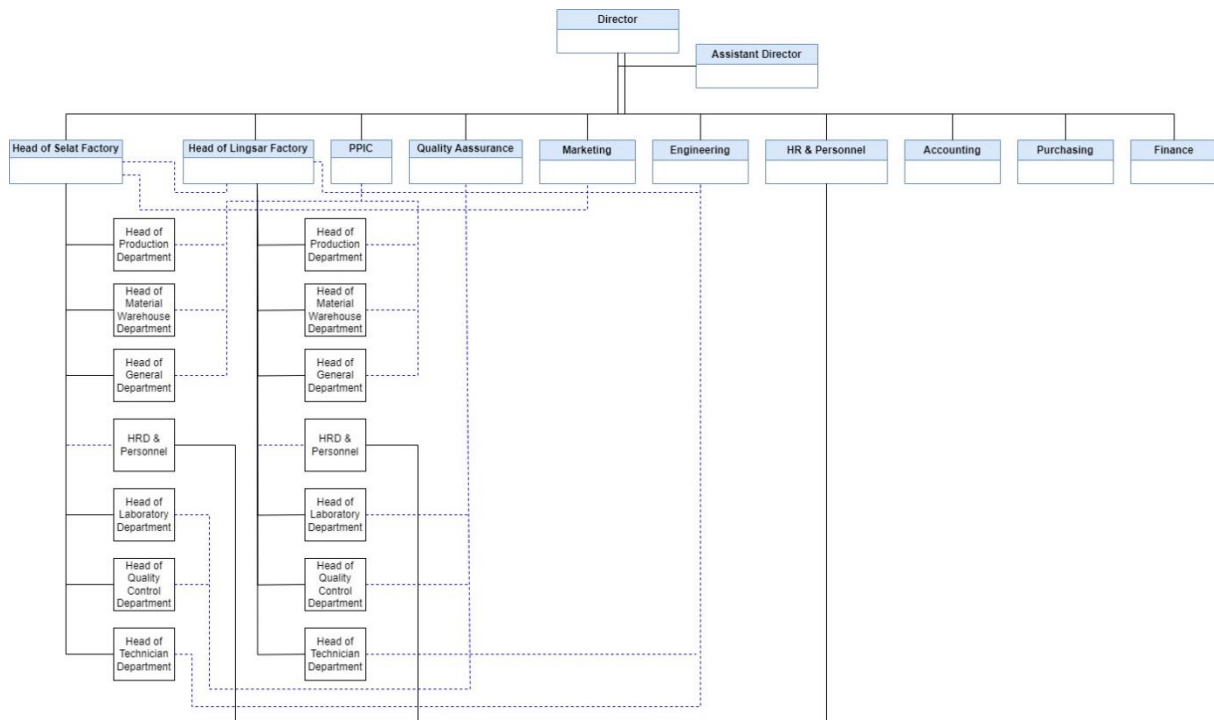 Director
Assistant Director
Head of Selat Factory
Head of Lingsar Factory
PPIC
Quality Aassurance
Marketing
Engineering
HR & Personnel
Accounting
Purchasing
Finance
Head of
Production
Department
Head of
Production
Department
Head of
Material
Warehouse
Department
Head of
Material
Warehouse
Department
Head of
General
Department
Head of
General
Department
HRD &
Personnel
HRD &
Personnel
Head of
Laboratory
Department
Head of
Laboratory
Department
Head of
Quality
Control
Department
Head of
Quality
Control
Department
Head of
Technician
Department
Head of
Technician
Department